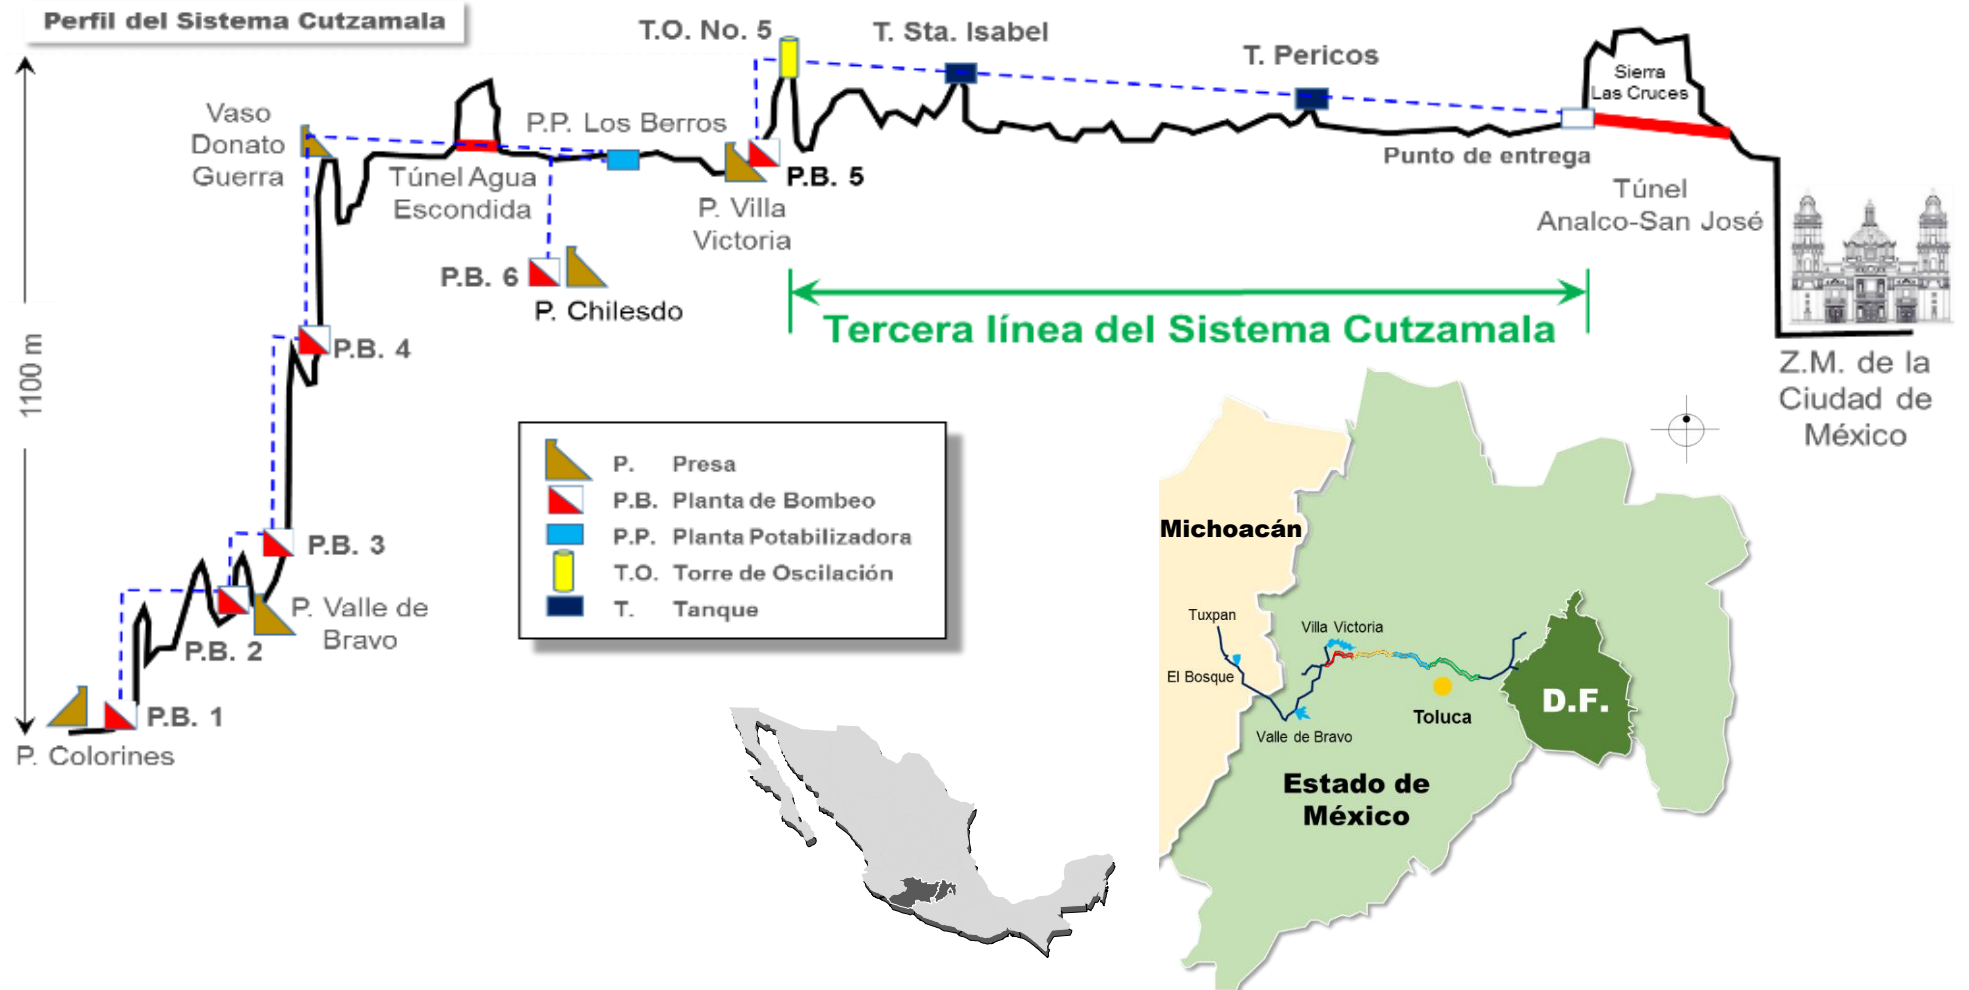 Perfil del Sistema Cutzamala
T.O. No. 5
T. Sta. Isabel
T. Pericos
Sierra
Las Cruces
Vaso
Donato
Guerra
P.P. Los Berros
Túnel Agua
Escondida
P.B. 5
P. Villa
Victoria
Punto de entrega
Túnel
Analco-San José
P.B. 6
P. Chilesdo
Tercera línea del Sistema Cutzamala
1100 m
P.B. 4
Z.M. de la
Ciudad de
México
P.B. 3
P. Valle de
Bravo
P.B. 2
P.B. 1
P. Colorines
P. Presa
P.B. Planta de Bombeo
P.P. Planta Potabilizadora
T.O. Torre de Oscilación
T. Tanque
Michoacán
Tuxpan
Villa Victoria
El Bosque
Valle de Bravo
Toluca
D.F.
Estado de
México